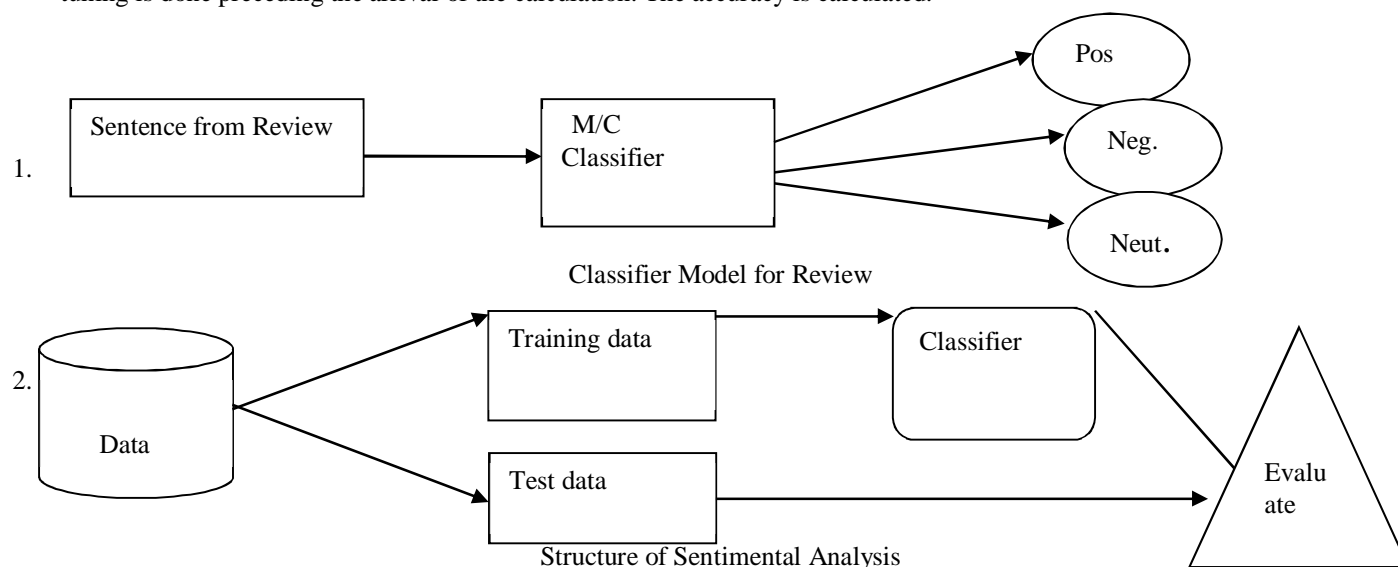 tuning is done preceding the arrival of the calculation. The accuracy is calculated.
Pos
Sentence from Review
M/C
Classifier
Neg.
1.
Neut.
Classifier Model for Review
Training data
Classifier
2.
Data
Test data
Evalu
ate
Structure of Sentimental Analysis